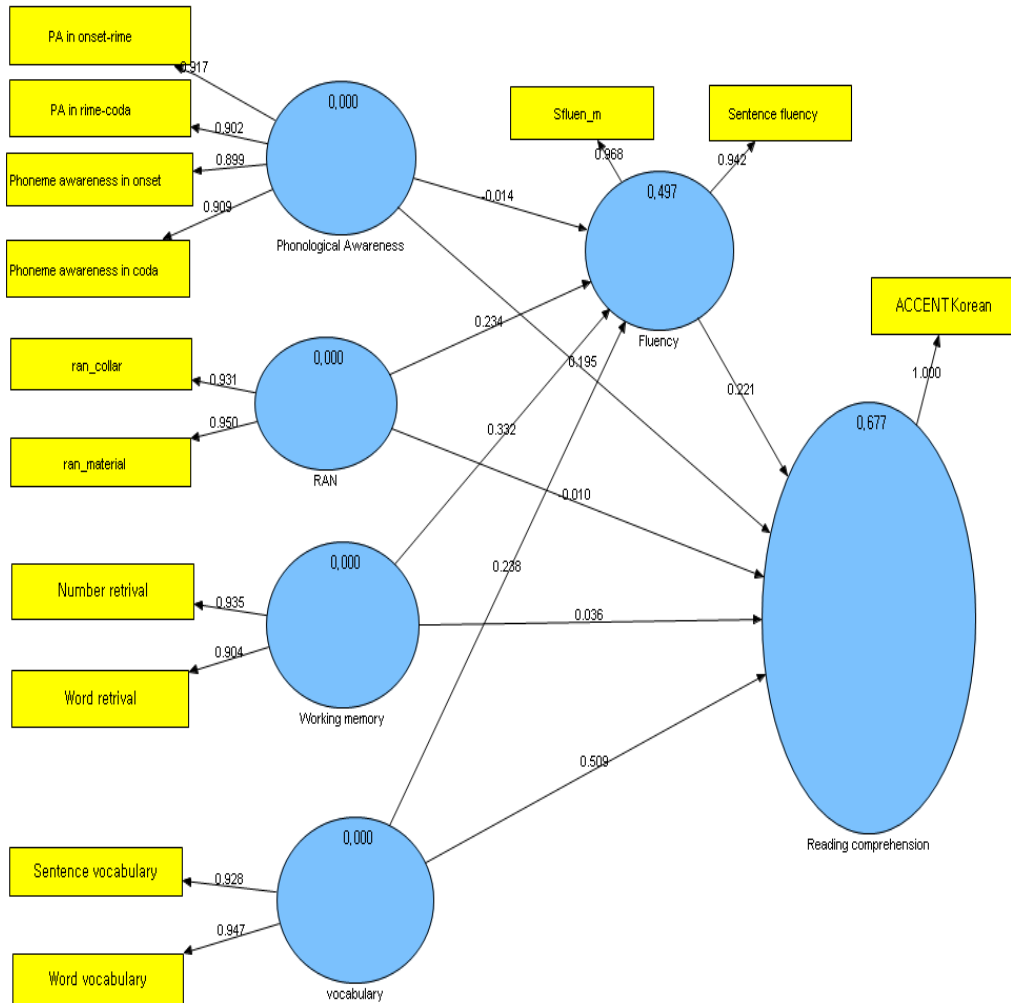 PA in onset-rime
0.917
0,000
PA in rime-coda
0.902
Sfluen_m
Sentence fluency
0.968
0.942
Phoneme awareness in onset
0.899
-0.014
0,497
0.909
Phonological Awareness
Phoneme awareness in coda
ACCENT Korean
0.234
Fluency
ran_collar
0,000
0.195
0.931
1.000
0.221
0.950
0,677
ran_material
0.332
RAN
-0.010
0,000
0.238
Number retrival
0.935
0.036
0.904
Word retrival
Working memory
0.509
0,000
Reading comprehension
Sentence vocabulary
0.928
0.947
Word vocabulary
vocabulary